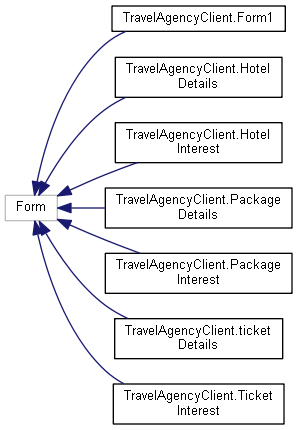 TravelAgencyClient.Form1
TravelAgencyClient.Hotel
Details
TravelAgencyClient.Hotel
Interest
Form
TravelAgencyClient.Package
Details
TravelAgencyClient.Package
Interest
TravelAgencyClient.ticket
Details
TravelAgencyClient.Ticket
Interest